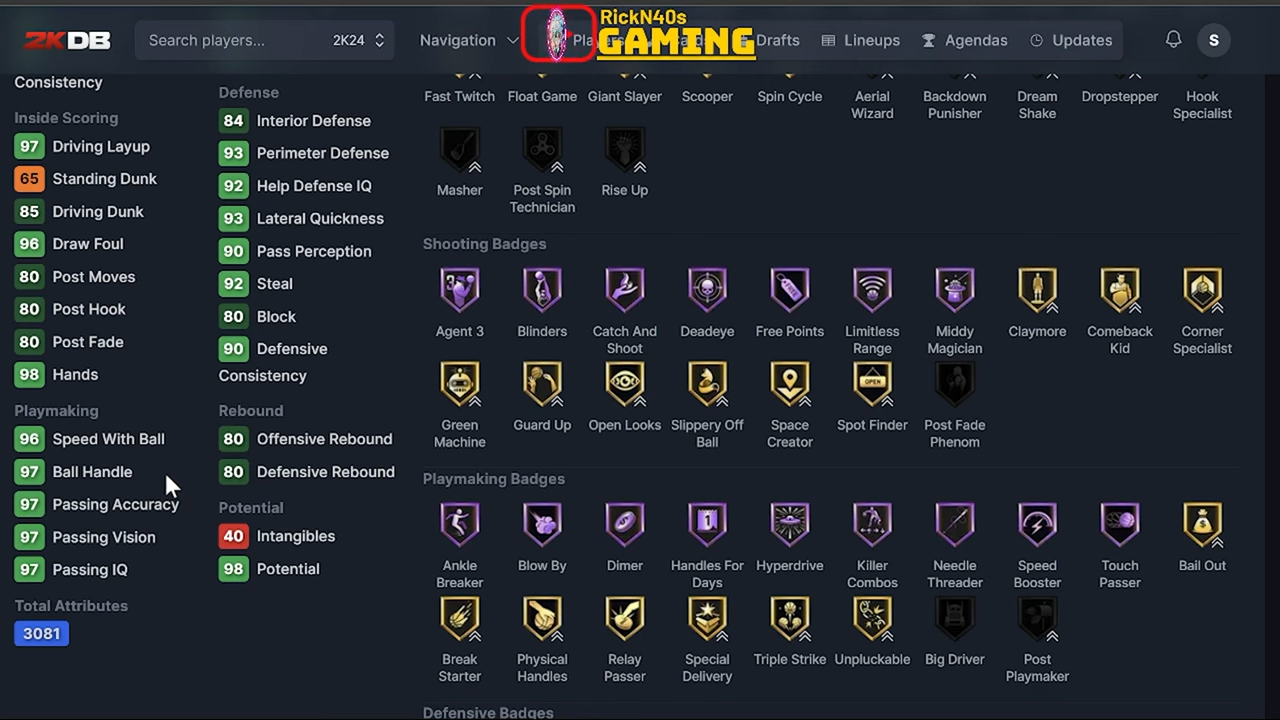 2KDB
Search players...
2K24
Navigation
RickN40s
GAMING
Drafts
Lineups
Agendas
Updates
S
Consistency
Inside Scoring
97 Driving Layup
65 Standing Dunk
85 Driving Dunk
96 Draw Foul
80 Post Moves
80 Post Hook
80 Post Fade
98 Hands
Playmaking
96 Speed With Ball
97 Ball Handle
97 Passing Accuracy
97 Passing Vision
97 Passing IQ
Total Attributes
3081
Defense
84 Interior Defense
93 Perimeter Defense
92 Help Defense IQ
93 Lateral Quickness
90 Pass Perception
92 Steal
80 Block
90 Defensive
Consistency
Rebound
80 Offensive Rebound
80 Defensive Rebound
Potential
40 Intangibles
98 Potential
Fast Twitch
Float Game
Giant Slayer
Scooper
Spin Cycle
Aerial
Wizard
Backdown
Punisher
Dream
Shake
Dropstepper
Hook
Specialist
Masher
Post Spin
Technician
Rise Up
Shooting Badges
Agent 3
Blinders
Catch And
Shoot
Deadeye
Free Points
Limitless
Range
Middy
Magician
Claymore
Comeback
Kid
Corner
Specialist
Green
Machine
Guard Up
Open Looks
Slippery Off
Ball
Space
Creator
OPEN
Spot Finder
Post Fade
Phenom
Playmaking Badges
Ankle
Breaker
Blow By
Dimer
Handles For
Days
Hyperdrive
Killer
Combos
Needle
Threader
Speed
Booster
Touch
Passer
Bail Out
Break
Starter
Physical
Handles
Relay
Passer
Special
Delivery
Triple Strike
Unpluckable
Big Driver
Post
Playmaker
Defensive Badges